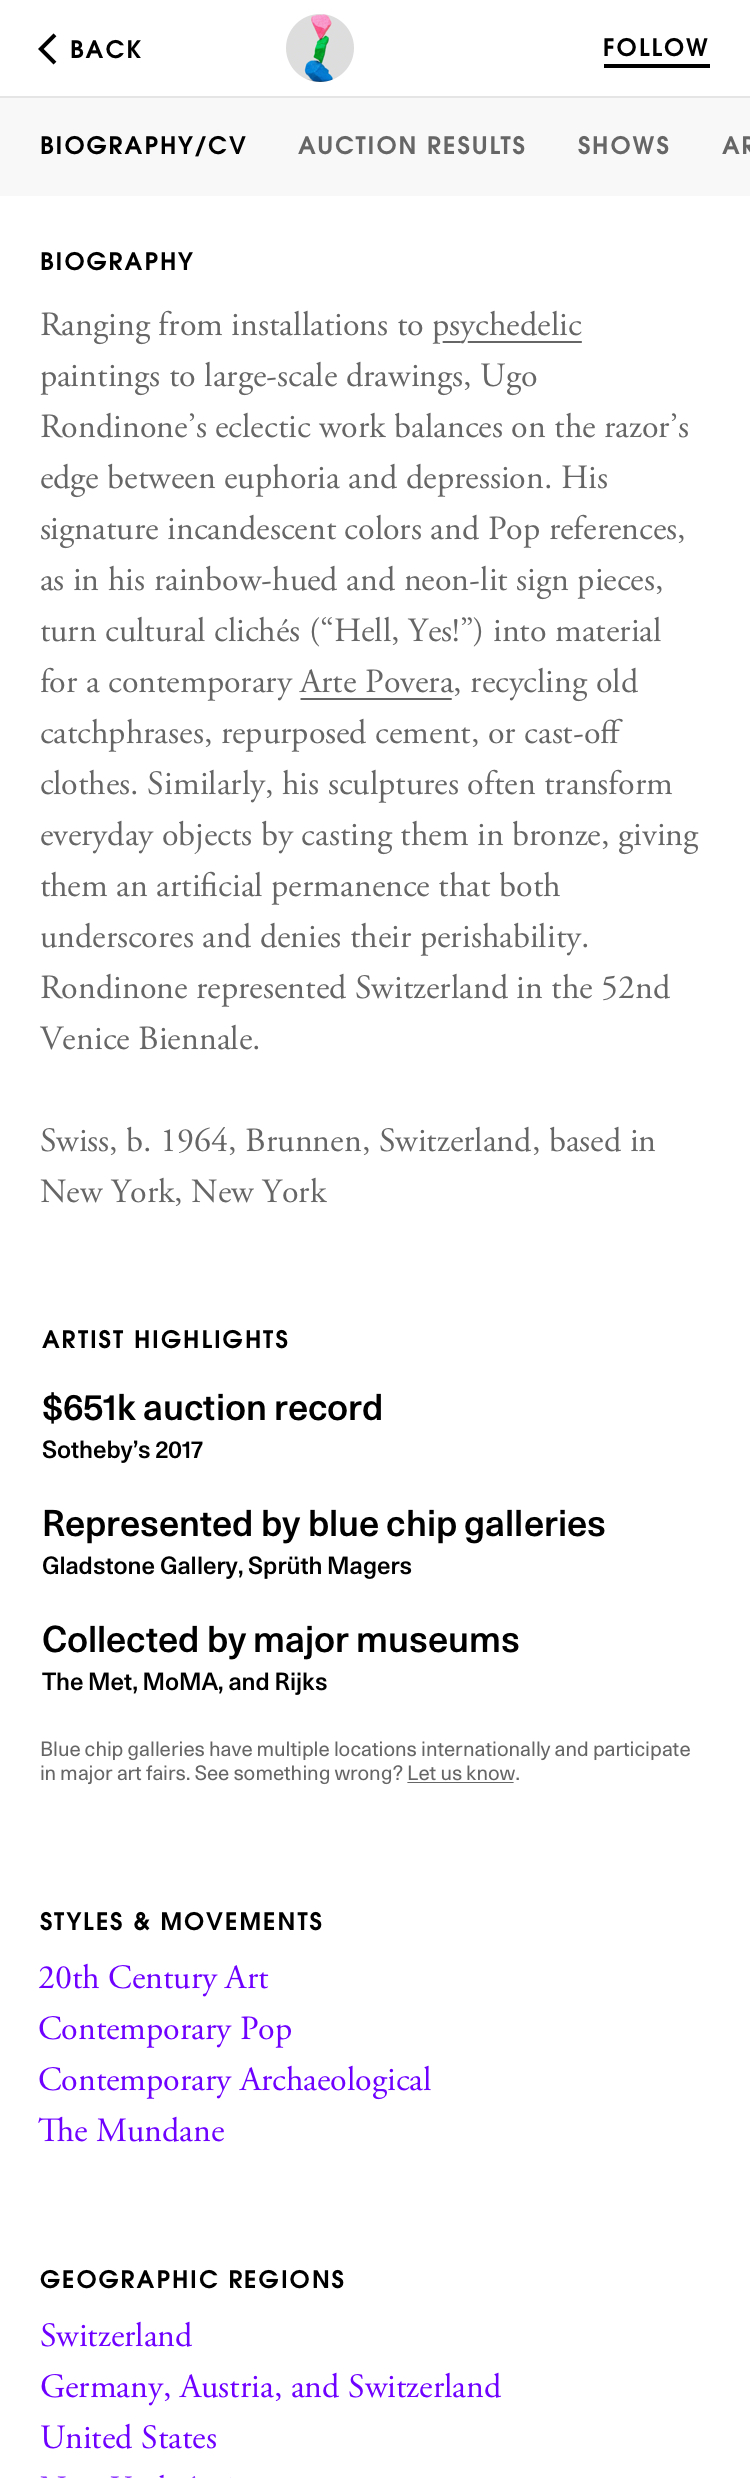 BACK
FOLLOW
BIOGRAPHY/CV AUCTION RESULTS SHOWS
BIOGRAPHY
Ranging from installations to psychedelic
paintings to large-scale drawings, Ugo
Rondinone’s eclectic work balances on the razor’s
edge between euphoria and depression. His
signature incandescent colors and Pop references,
as in his rainbow-hued and neon-lit sign pieces,
turn cultural clichés (“Hell, Yes!”) into material
for a contemporary Arte Povera, recycling old
catchphrases, repurposed cement, or cast-off
clothes. Similarly, his sculptures often transform
everyday objects by casting them in bronze, giving
them an artificial permanence that both
underscores and denies their perishability.
Rondinone represented Switzerland in the 52nd
Venice Biennale.
Swiss, b. 1964, Brunnen, Switzerland, based in
New York, New York
ARTIST HIGHLIGHTS
$651k auction record
Sotheby’s 2017
Represented by blue chip galleries
Gladstone Gallery, Sprüth Magers
Collected by major museums
The Met, MoMA, and Rijks
Blue chip galleries have multiple locations internationally and participate
in major art fairs. See something wrong? Let us know.
STYLES & MOVEMENTS
20th Century Art
Contemporary Pop
Contemporary Archaeological
The Mundane
GEOGRAPHIC REGIONS
Switzerland
Germany, Austria, and Switzerland
United States